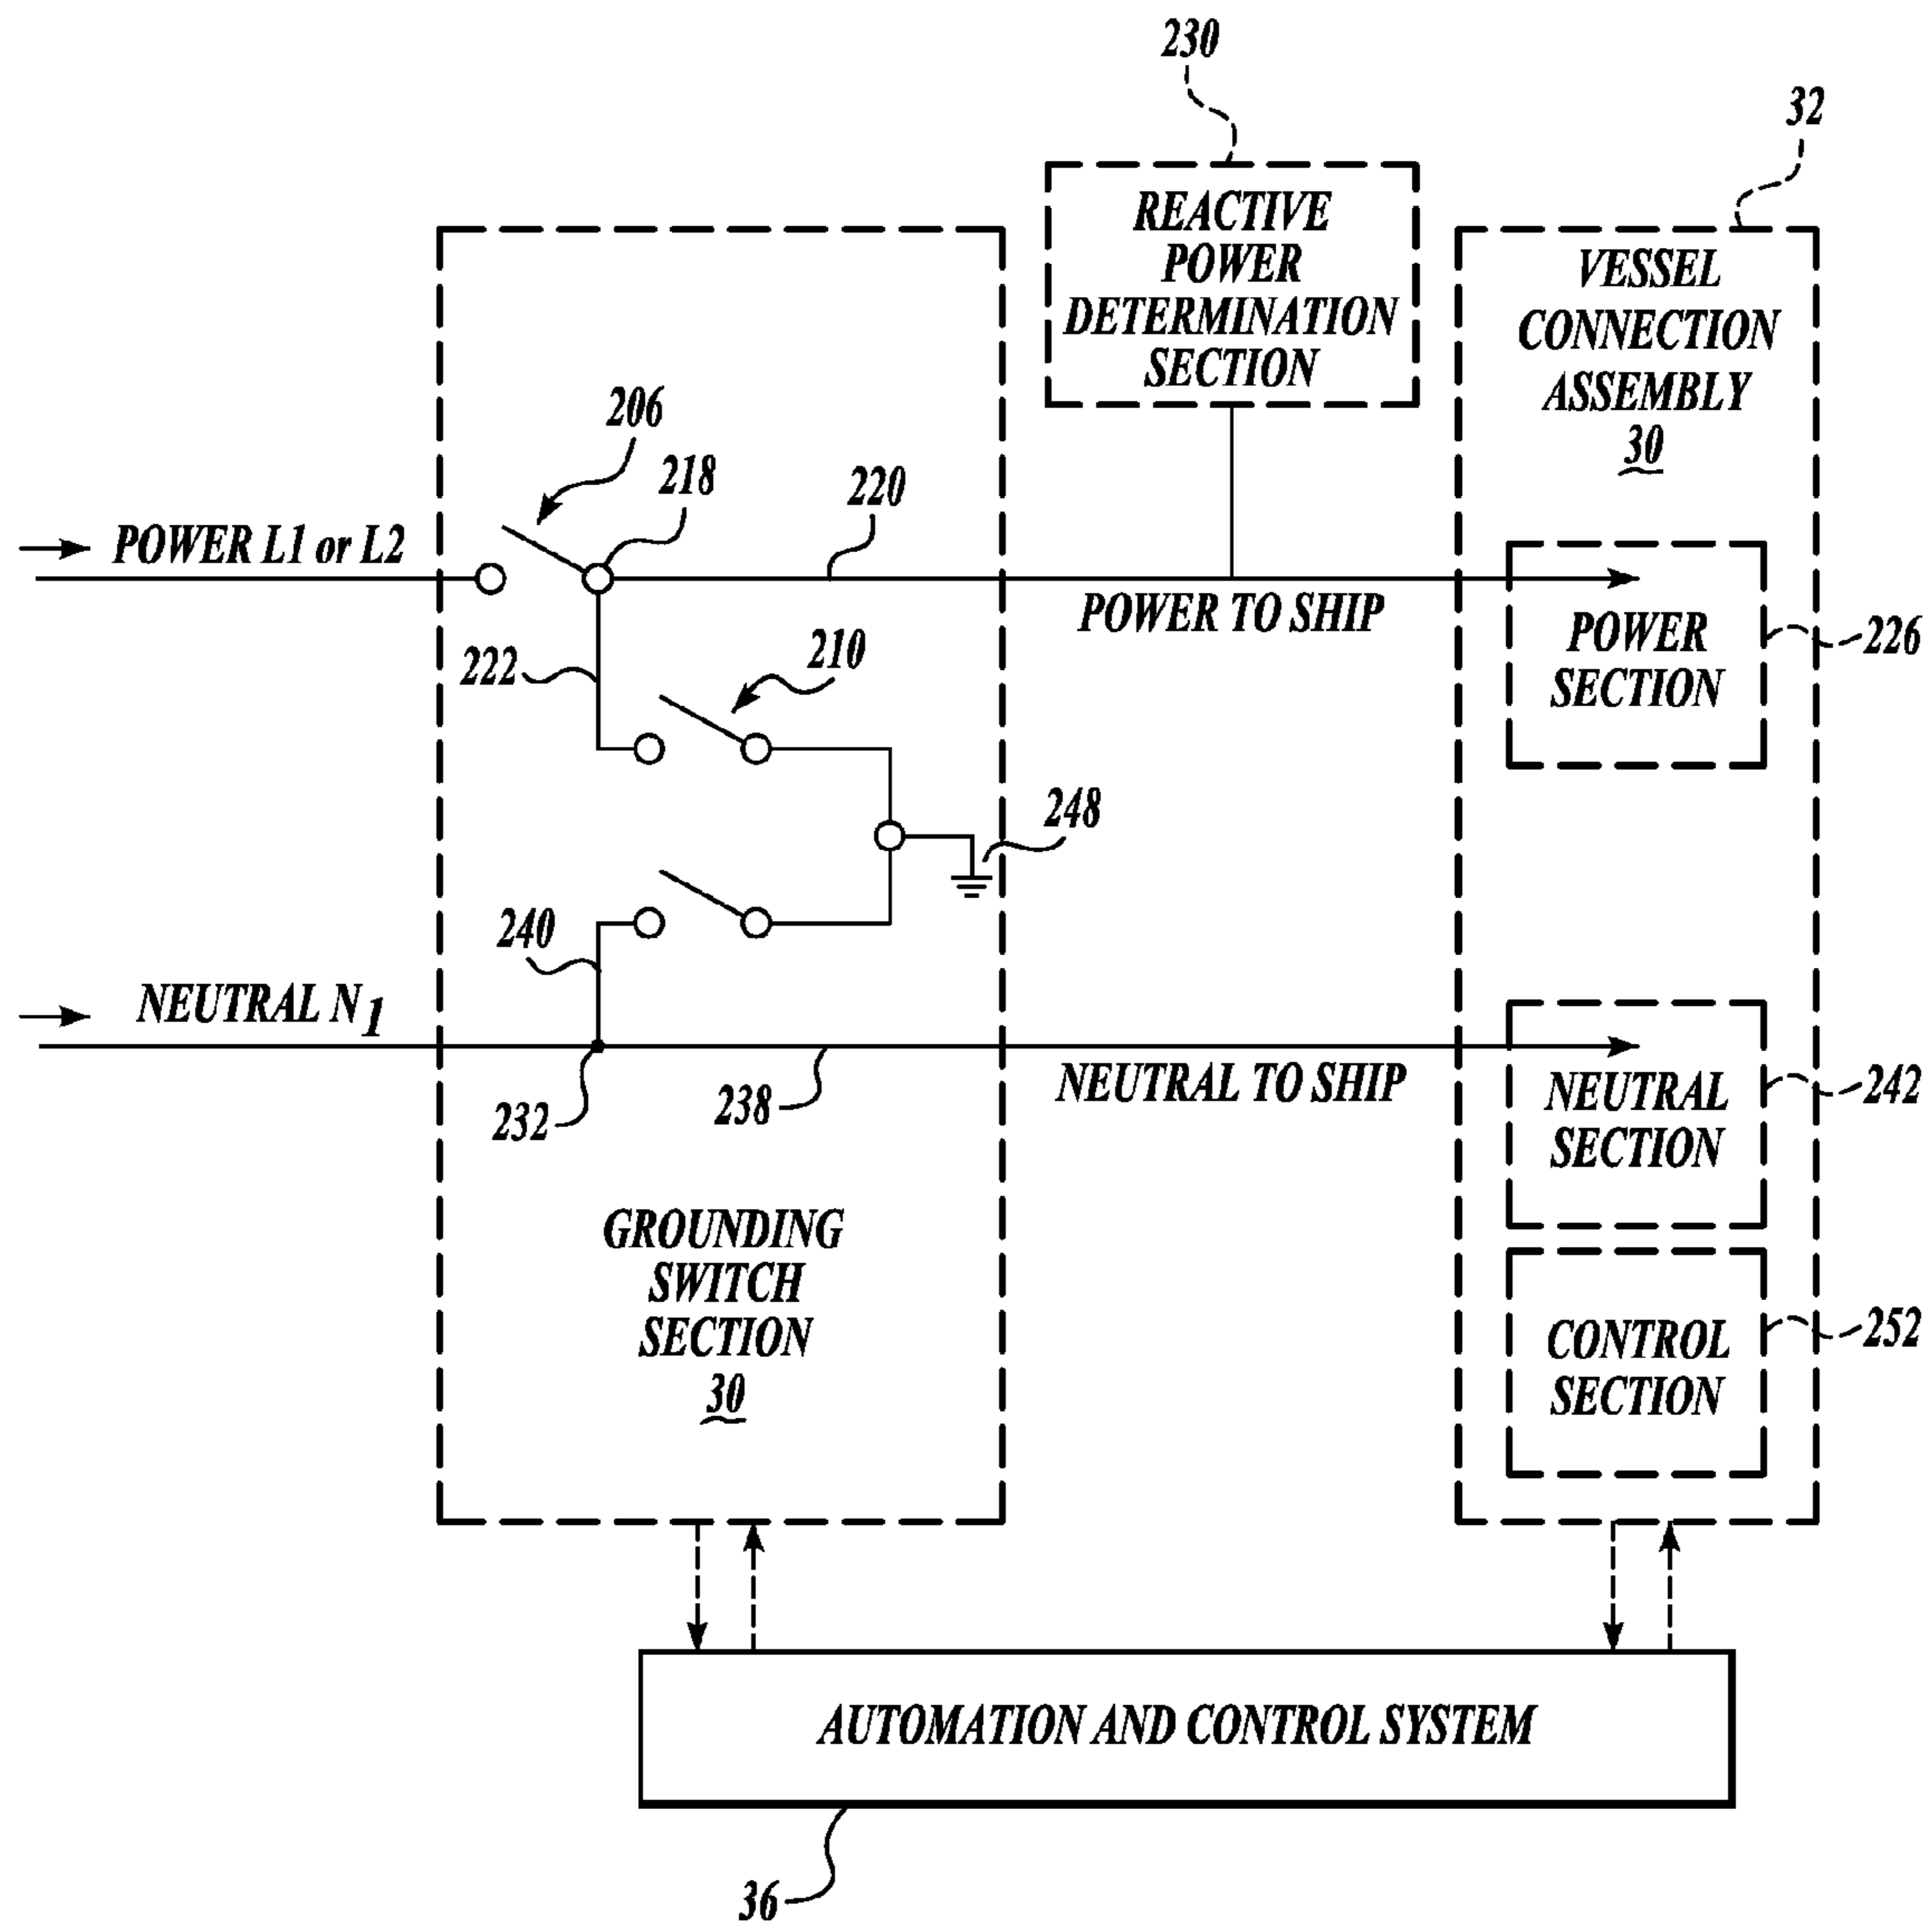 230
32
REACTIVE
POWER
DETERMINATION
SECTION
VESSEL
CONNECTION
ASSEMBLY
30
206
218
220
POWER L1 or L2
POWER TO SHIP
222
210
POWER
SECTION
226
248
240
NEUTRAL N1
232
238
NEUTRAL TO SHIP
NEUTRAL
SECTION
242
GROUNDING
SWITCH
SECTION
30
CONTROL
SECTION
252
AUTOMATION AND CONTROL SYSTEM
36